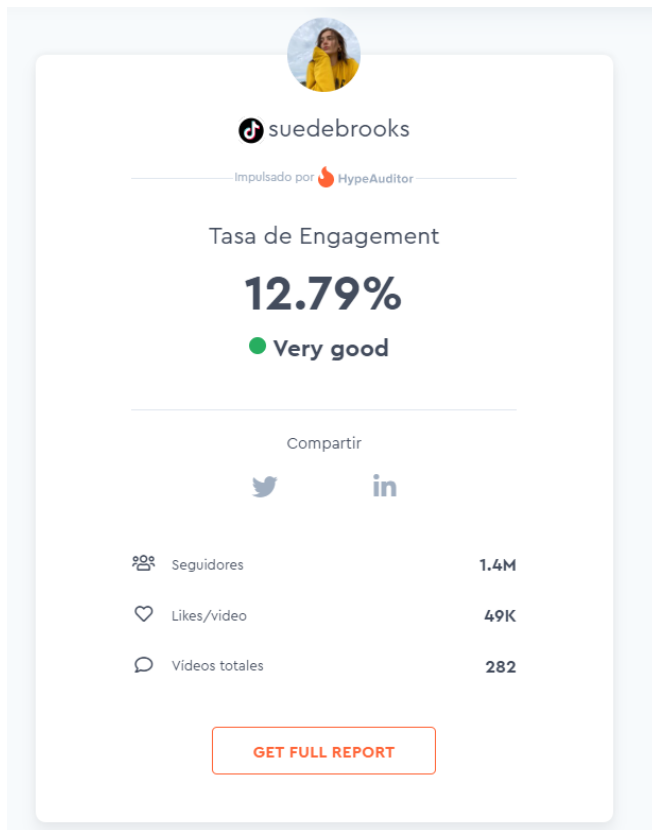 suedebrooks
Impulsado por HypeAuditor
Tasa de Engagement
12.79%
Very good
Compartir
Seguidores 1.4M
Likes/video 49K
Vídeos totales 282
GET FULL REPORT